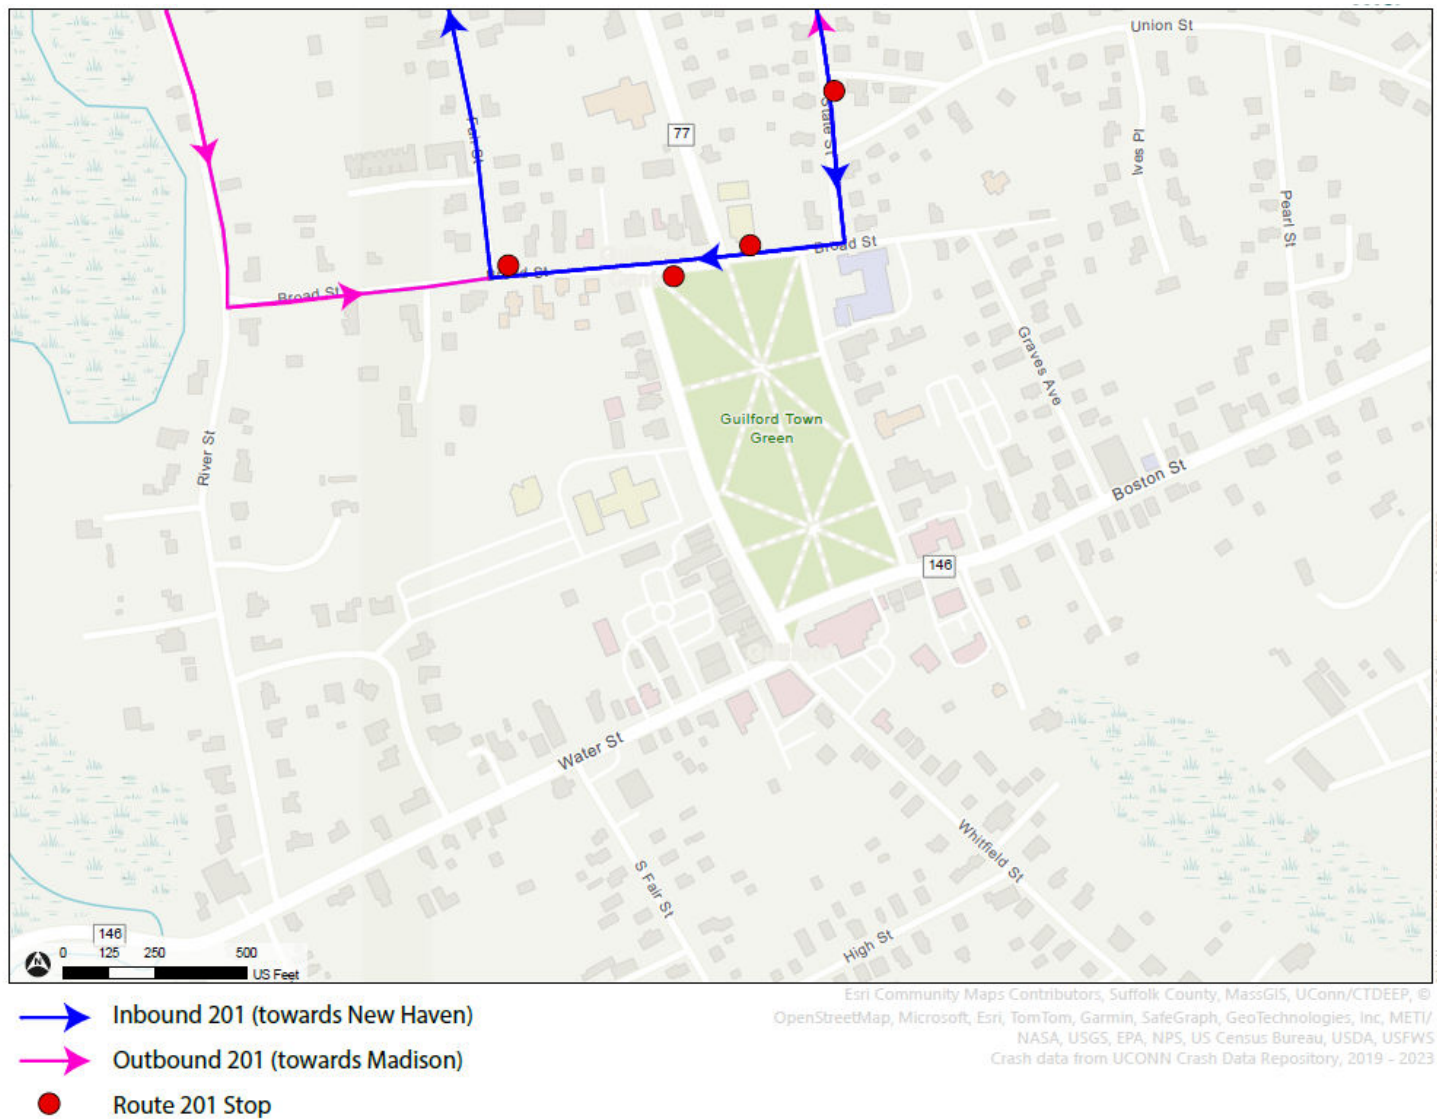 Union St
77
Fair St
State St
Ives Pl
Pearl St
Broad St
Broad St
Broad St
Graves Ave
River St
Guilford Town
Green
Boston St
146
Water St
Whitfield St
S Fair St
High St
146
N
0 125 250 500
US Feet
Inbound 201 (towards New Haven)
Outbound 201 (towards Madison)
Route 201 Stop
Esri Community Maps Contributors, Suffolk County, MassGIS, UConn/CTDEEP, ©
OpenStreetMap, Microsoft, Esri, TomTom, Garmin, SafeGraph, GeoTechnologies, Inc, METI/
NASA, USGS, EPA, NPS, US Census Bureau, USDA, USFWS
Crash data from UCONN Crash Data Repository, 2019 - 2023